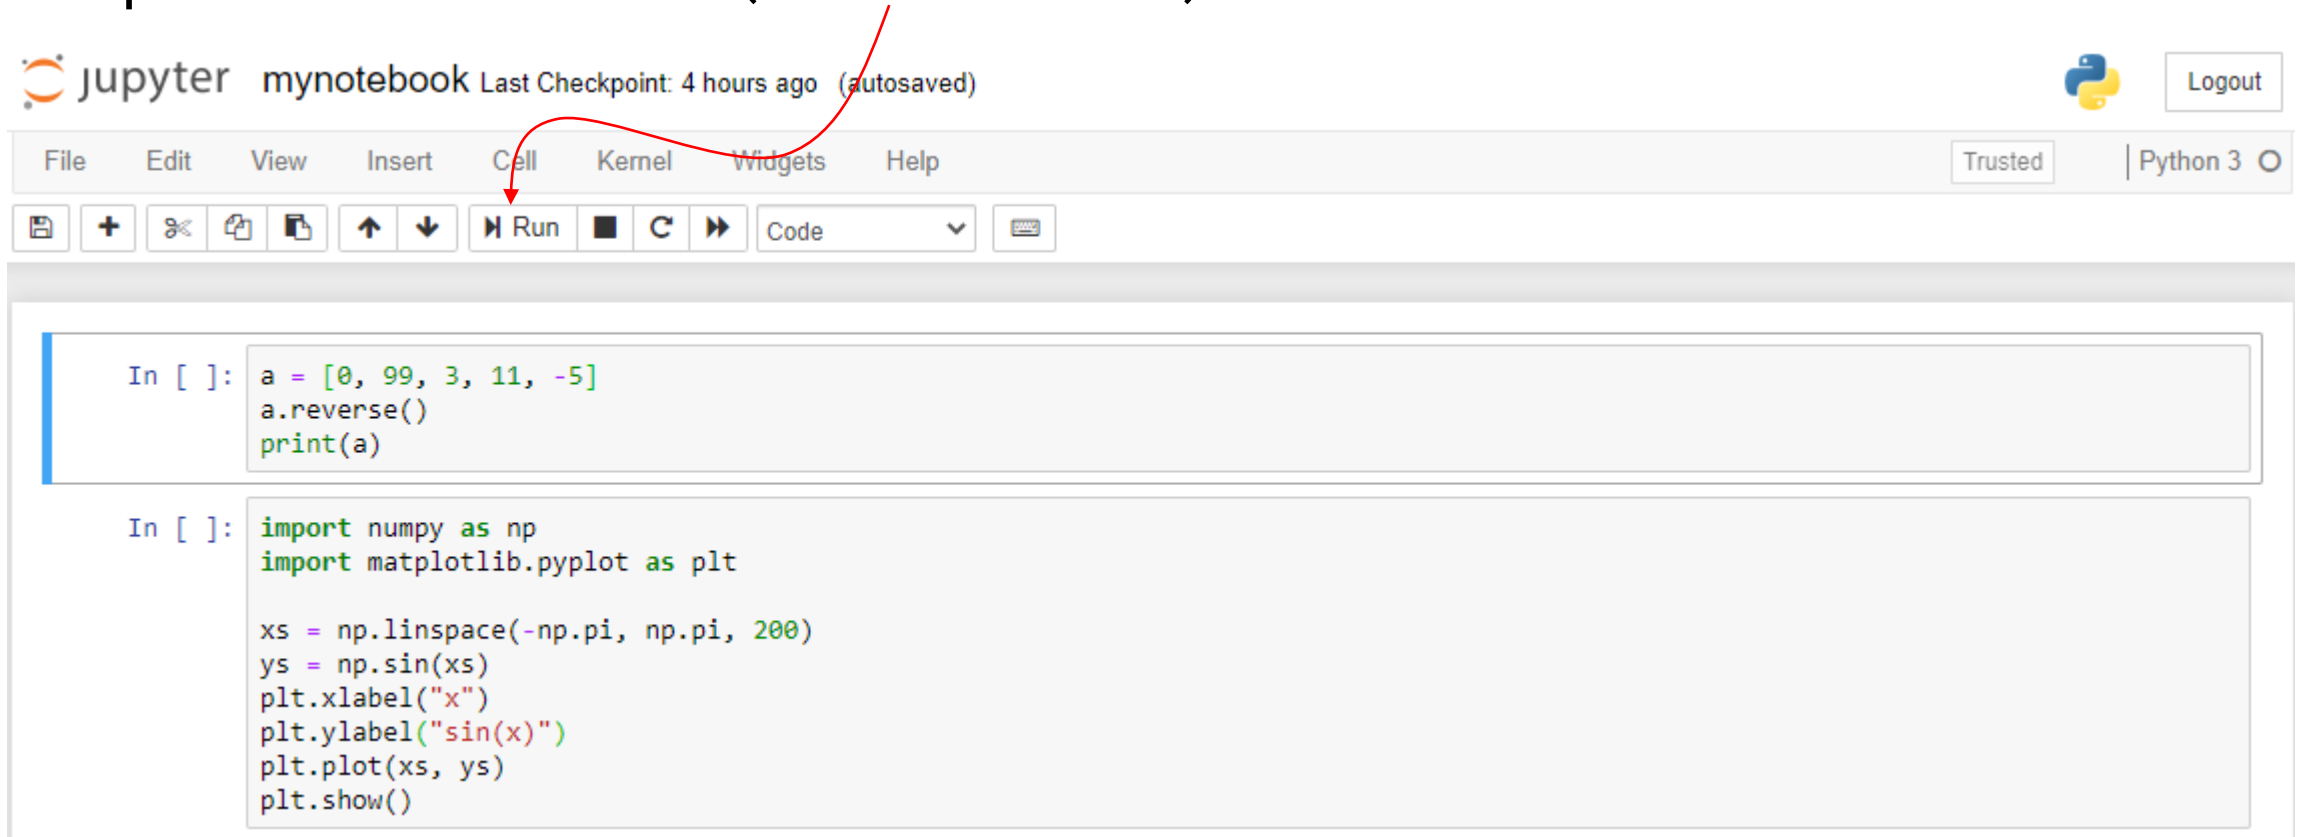 jupyter mynotebook Last Checkpoint: 4 hours ago (autosaved) Logout
File Edit View Insert Cell Kernel Widgets Help Trusted Python 3
Run Code
In [ ]: a = [0, 99, 3, 11, -5]
a.reverse()
print(a)
In [ ]: import numpy as np
import matplotlib.pyplot as plt
xs = np.linspace(-np.pi, np.pi, 200)
ys = np.sin(xs)
plt.xlabel("x")
plt.ylabel("sin(x)")
plt.plot(xs, ys)
plt.show()